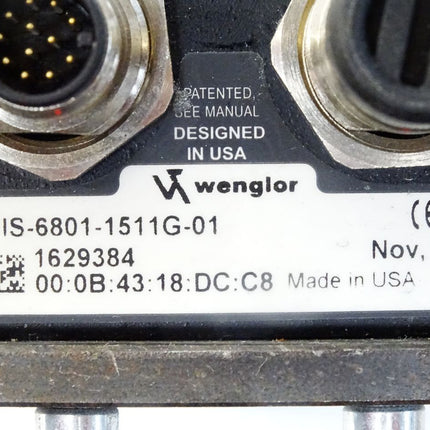 PATENTED,
SEE MANUAL
DESIGNED
IN USA
wenglor
IS-6801-1511G-01
1629384
Nov,
00:0B:43:18:DC:C8 Made in USA